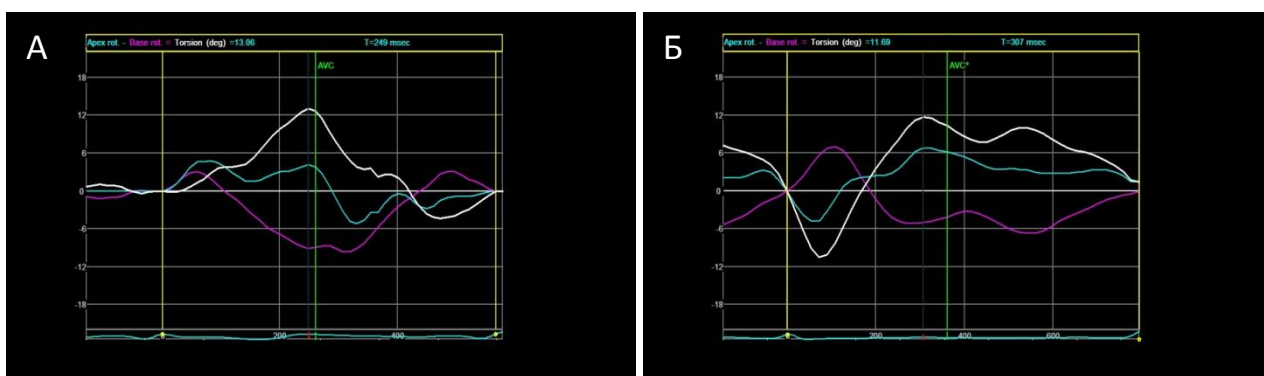 А
Apex rot. - Base rot. = Torsion (deg) =13.06 T=249 msec
AVC
18
12
6
0
-6
-12
-18
200 400
Б
Apex rot. - Base rot. = Torsion (deg) =11.69 T=307 msec
AVC*
18
12
6
0
-6
-12
-18
200 400 600